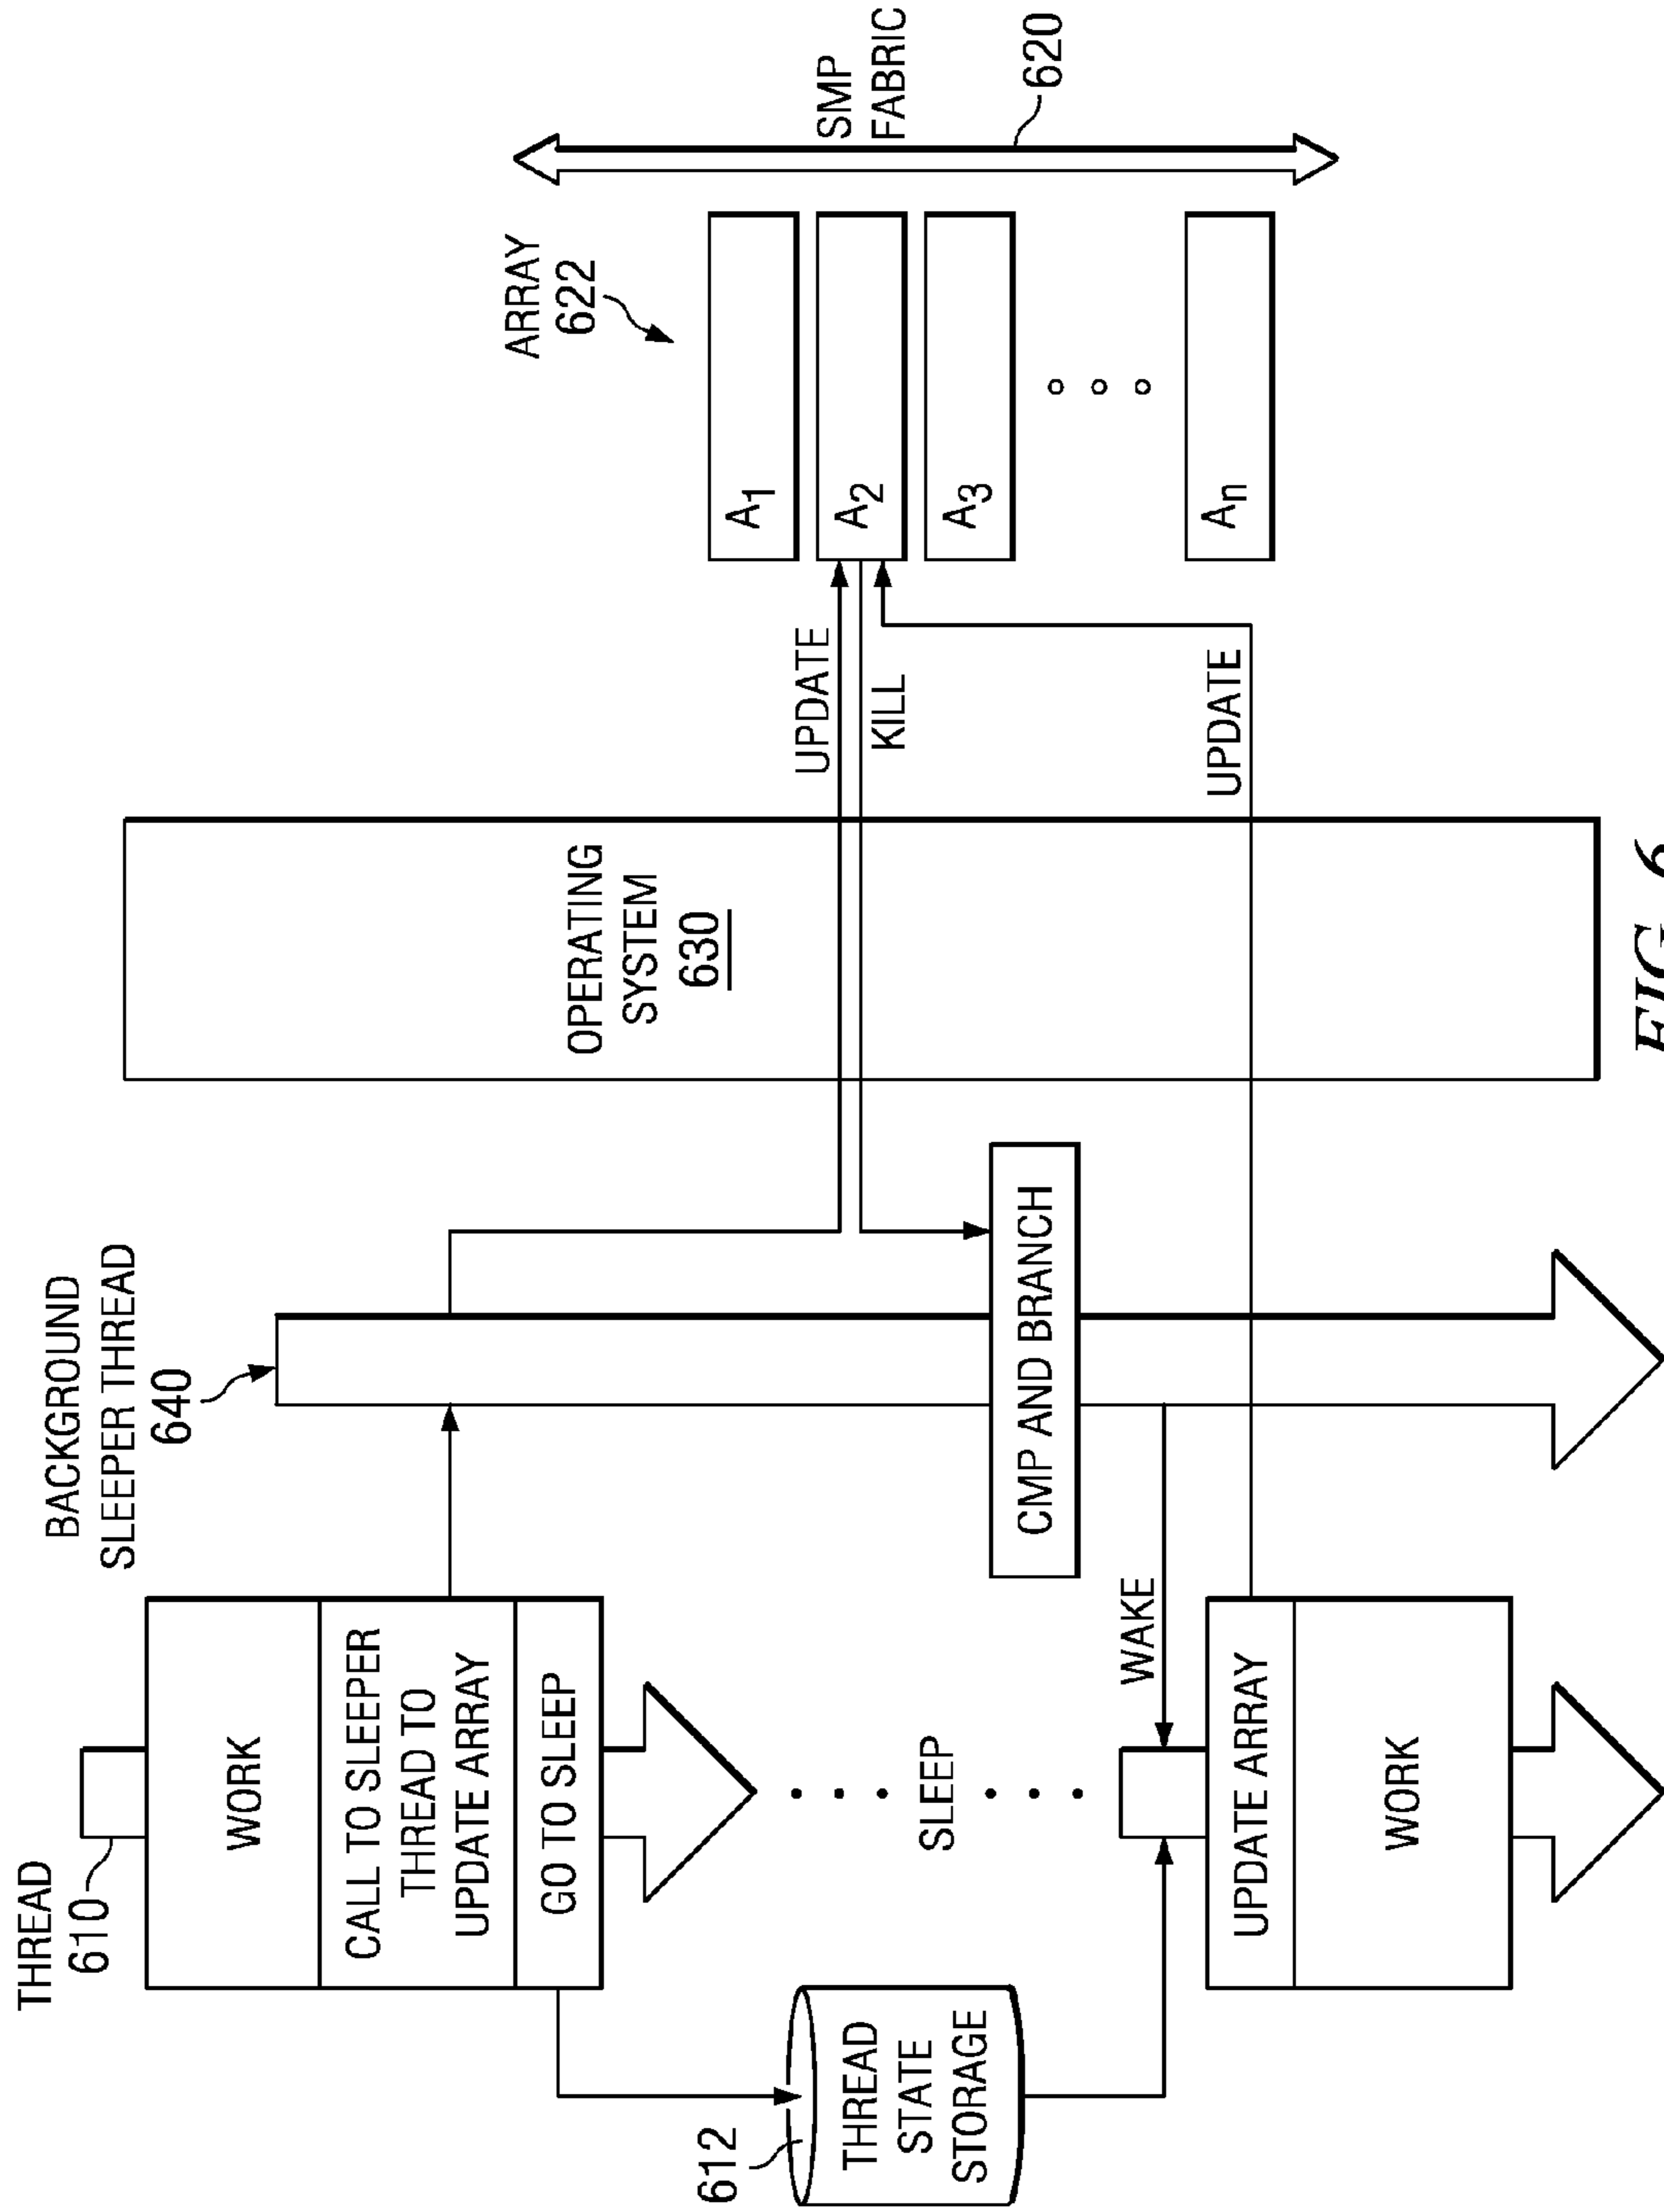 THREAD
610
WORK
CALL TO SLEEPER
THREAD TO
UPDATE ARRAY
GO TO SLEEP
612
THREAD
STATE
STORAGE
SLEEP
WAKE
UPDATE ARRAY
WORK
BACKGROUND
SLEEPER THREAD
640
CMP AND BRANCH
OPERATING
SYSTEM
630
UPDATE
KILL
UPDATE
ARRAY
622
A1
A2
A3
An
SMP
FABRIC
620
FIG. 6